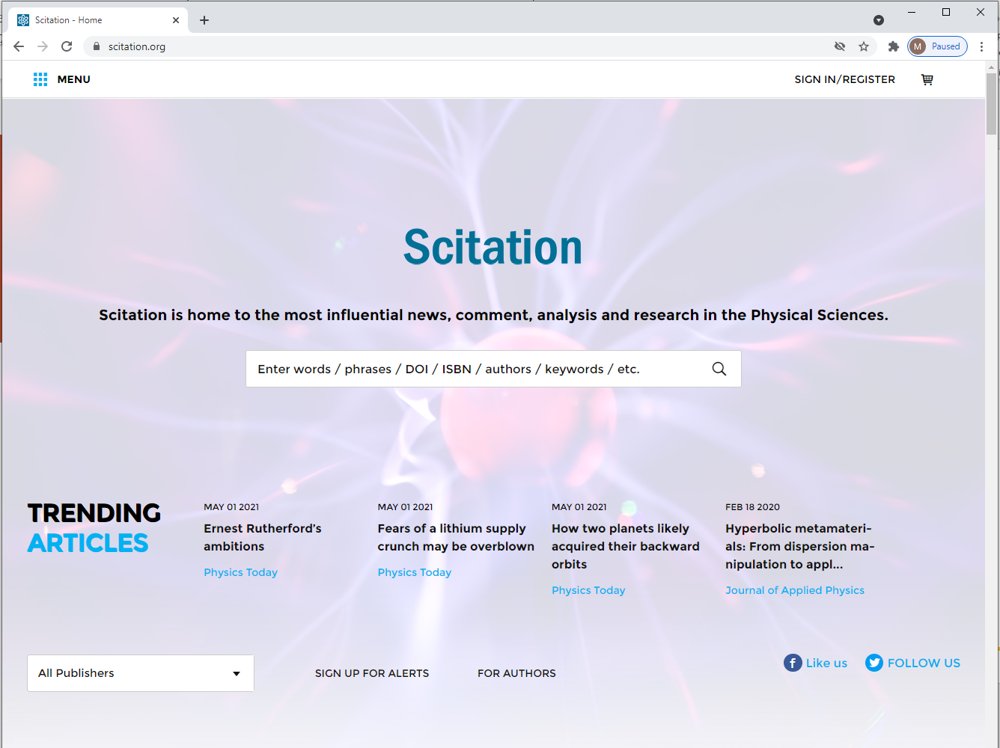 Scitation - Home
scitation.org
M Paused
MENU
SIGN IN/REGISTER
Scitation
Scitation is home to the most influential news, comment, analysis and research in the Physical Sciences.
Enter words / phrases / DOI / ISBN / authors / keywords / etc.
TRENDING
ARTICLES
MAY 01 2021
Ernest Rutherford’s
ambitions
Physics Today
MAY 01 2021
Fears of a lithium supply
crunch may be overblown
Physics Today
MAY 01 2021
How two planets likely
acquired their backward
orbits
Physics Today
FEB 18 2020
Hyperbolic metamateri-
als: From dispersion ma-
nipulation to appl...
Journal of Applied Physics
All Publishers
SIGN UP FOR ALERTS
FOR AUTHORS
f Like us
FOLLOW US